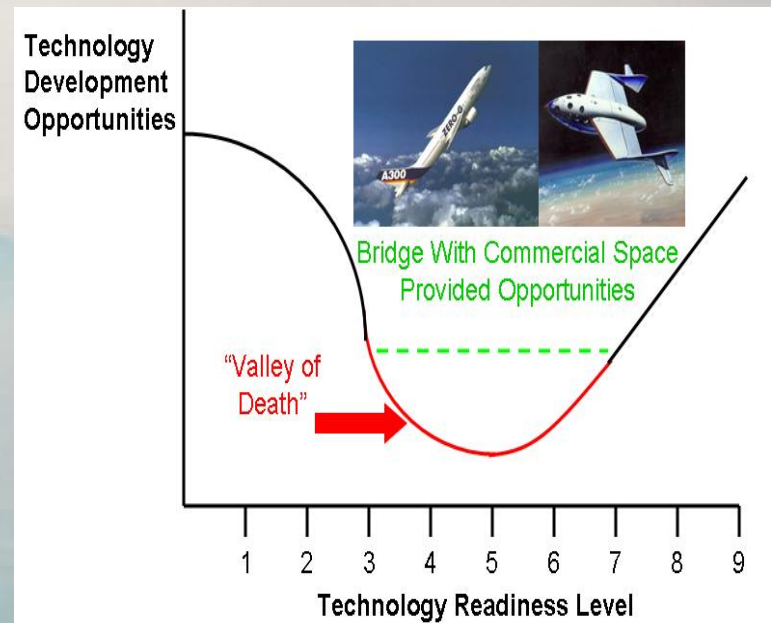 Technology
Development
Opportunities
ZERO-G
A300
Bridge With Commercial Space
Provided Opportunities
“Valley of
Death”
1 2 3 4 5 6 7 8 9
Technology Readiness Level